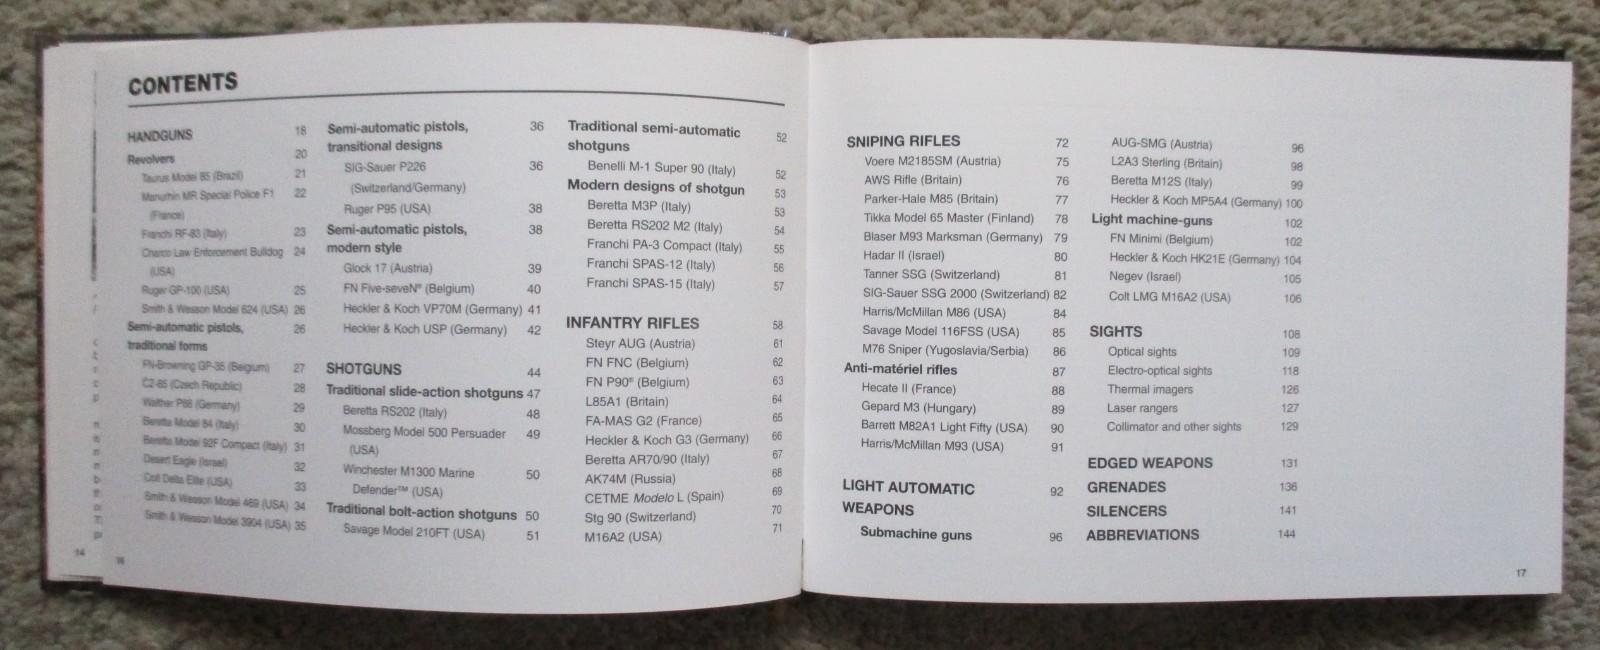 CONTENTS
HANDGUNS 18
Revolvers 20
Taurus Model 85 (Brazil) 21
Manurhin MR Special Police F1 22
(France)
Franchi RF-83 (Italy) 23
Charco Law Enforcement Bulldog 24
(USA)
Ruger GP-100 (USA) 25
Smith & Wesson Model 624 (USA) 26
Semi-automatic pistols, 26
traditional forms
FN-Browning GP-35 (Belgium) 27
CZ-85 (Czech Republic) 28
Walther P88 (Germany) 29
Beretta Model 84 (Italy) 30
Beretta Model 92F Compact (Italy) 31
Desert Eagle (Israel) 32
Colt Delta Elite (USA) 33
Smith & Wesson Model 469 (USA) 34
Smith & Wesson Model 3904 (USA) 35
Semi-automatic pistols, 36
transitional designs
SIG-Sauer P226 36
(Switzerland/Germany)
Ruger P95 (USA) 38
Semi-automatic pistols, 38
modern style
Glock 17 (Austria) 39
FN Five-seveN® (Belgium) 40
Heckler & Koch VP70M (Germany) 41
Heckler & Koch USP (Germany) 42
SHOTGUNS 44
Traditional slide-action shotguns 47
Beretta RS202 (Italy) 48
Mossberg Model 500 Persuader 49
(USA)
Winchester M1300 Marine 50
Defender™ (USA)
Traditional bolt-action shotguns 50
Savage Model 210FT (USA) 51
Traditional semi-automatic 52
shotguns
Benelli M-1 Super 90 (Italy) 52
Modern designs of shotgun 53
Beretta M3P (Italy) 53
Beretta RS202 M2 (Italy) 54
Franchi PA-3 Compact (Italy) 55
Franchi SPAS-12 (Italy) 56
Franchi SPAS-15 (Italy) 57
INFANTRY RIFLES 58
Steyr AUG (Austria) 61
FN FNC (Belgium) 62
FN P90® (Belgium) 63
L85A1 (Britain) 64
FA-MAS G2 (France) 65
Heckler & Koch G3 (Germany) 66
Beretta AR70/90 (Italy) 67
AK74M (Russia) 68
CETME Modelo L (Spain) 69
Stg 90 (Switzerland) 70
M16A2 (USA) 71
14
16
SNIPING RIFLES 72
Voere M2185SM (Austria) 75
AWS Rifle (Britain) 76
Parker-Hale M85 (Britain) 77
Tikka Model 65 Master (Finland) 78
Blaser M93 Marksman (Germany) 79
Hadar II (Israel) 80
Tanner SSG (Switzerland) 81
SIG-Sauer SSG 2000 (Switzerland) 82
Harris/McMillan M86 (USA) 84
Savage Model 116FSS (USA) 85
M76 Sniper (Yugoslavia/Serbia) 86
Anti-matériel rifles 87
Hecate II (France) 88
Gepard M3 (Hungary) 89
Barrett M82A1 Light Fifty (USA) 90
Harris/McMillan M93 (USA) 91
LIGHT AUTOMATIC 92
WEAPONS
Submachine guns 96
AUG-SMG (Austria) 96
L2A3 Sterling (Britain) 98
Beretta M12S (Italy) 99
Heckler & Koch MP5A4 (Germany) 100
Light machine-guns 102
FN Minimi (Belgium) 102
Heckler & Koch HK21E (Germany) 104
Negev (Israel) 105
Colt LMG M16A2 (USA) 106
SIGHTS 108
Optical sights 109
Electro-optical sights 118
Thermal imagers 126
Laser rangers 127
Collimator and other sights 129
EDGED WEAPONS 131
GRENADES 136
SILENCERS 141
ABBREVIATIONS 144
17